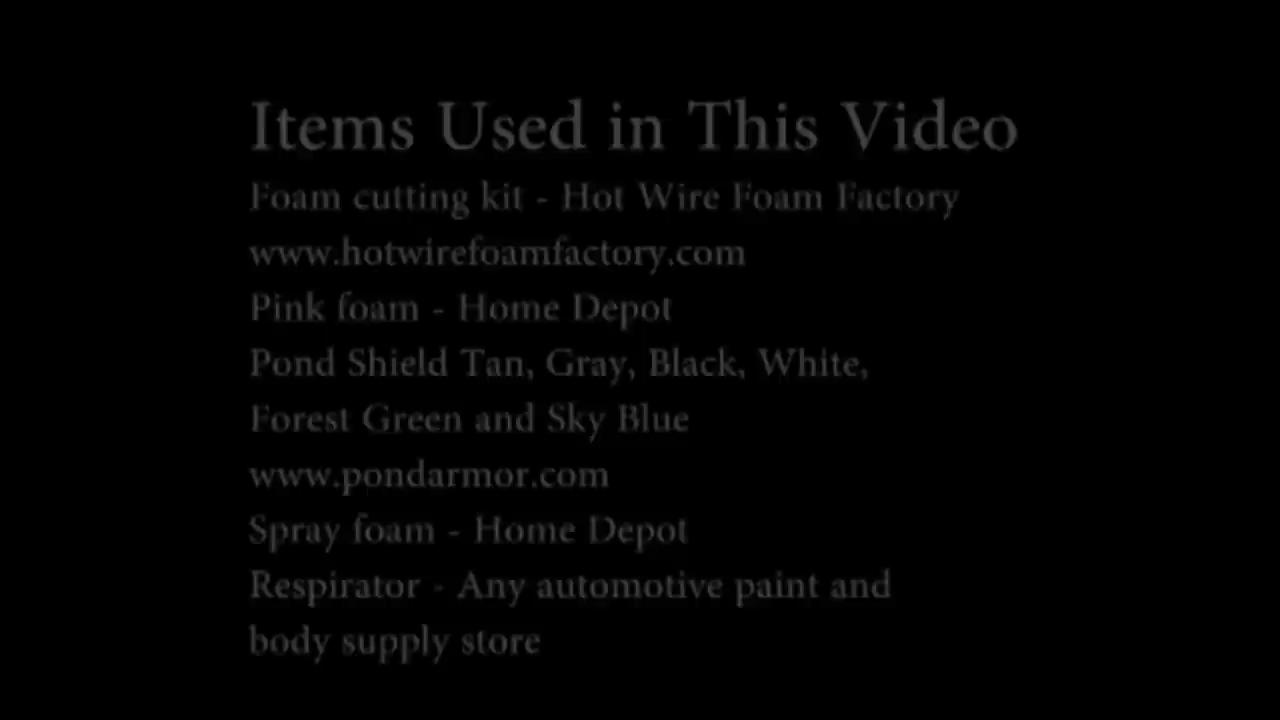 Items Used in This Video
Foam cutting kit - Hot Wire Foam Factory
www.hotwirefoamfactory.com
Pink foam - Home Depot
Pond Shield Tan, Gray, Black, White,
Forest Green and Sky Blue
www.pondarmor.com
Spray foam - Home Depot
Respirator - Any automotive paint and
body supply store